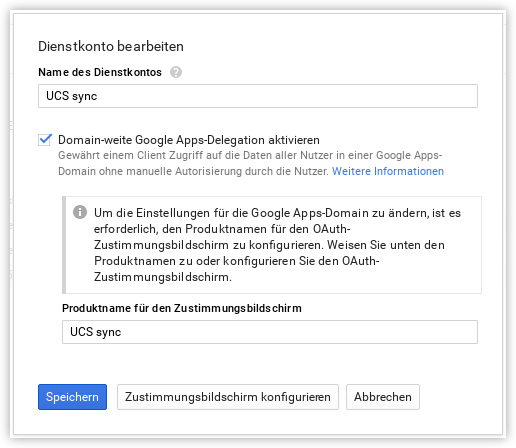 Dienstkonto bearbeiten
Name des Dienstkontos ?
UCS sync
Domain-weite Google Apps-Delegation aktivieren
Gewährt einem Client Zugriff auf die Daten aller Nutzer in einer Google Apps-
Domain ohne manuelle Autorisierung durch die Nutzer. Weitere Informationen
Um die Einstellungen für die Google Apps-Domain zu ändern, ist es
erforderlich, den Produktnamen für den OAuth-
Zustimmungsbildschirm zu konfigurieren. Weisen Sie unten den
Produktnamen zu oder konfigurieren Sie den OAuth-
Zustimmungsbildschirm.
Produktname für den Zustimmungsbildschirm
UCS sync
Speichern Zustimmungsbildschirm konfigurieren Abbrechen